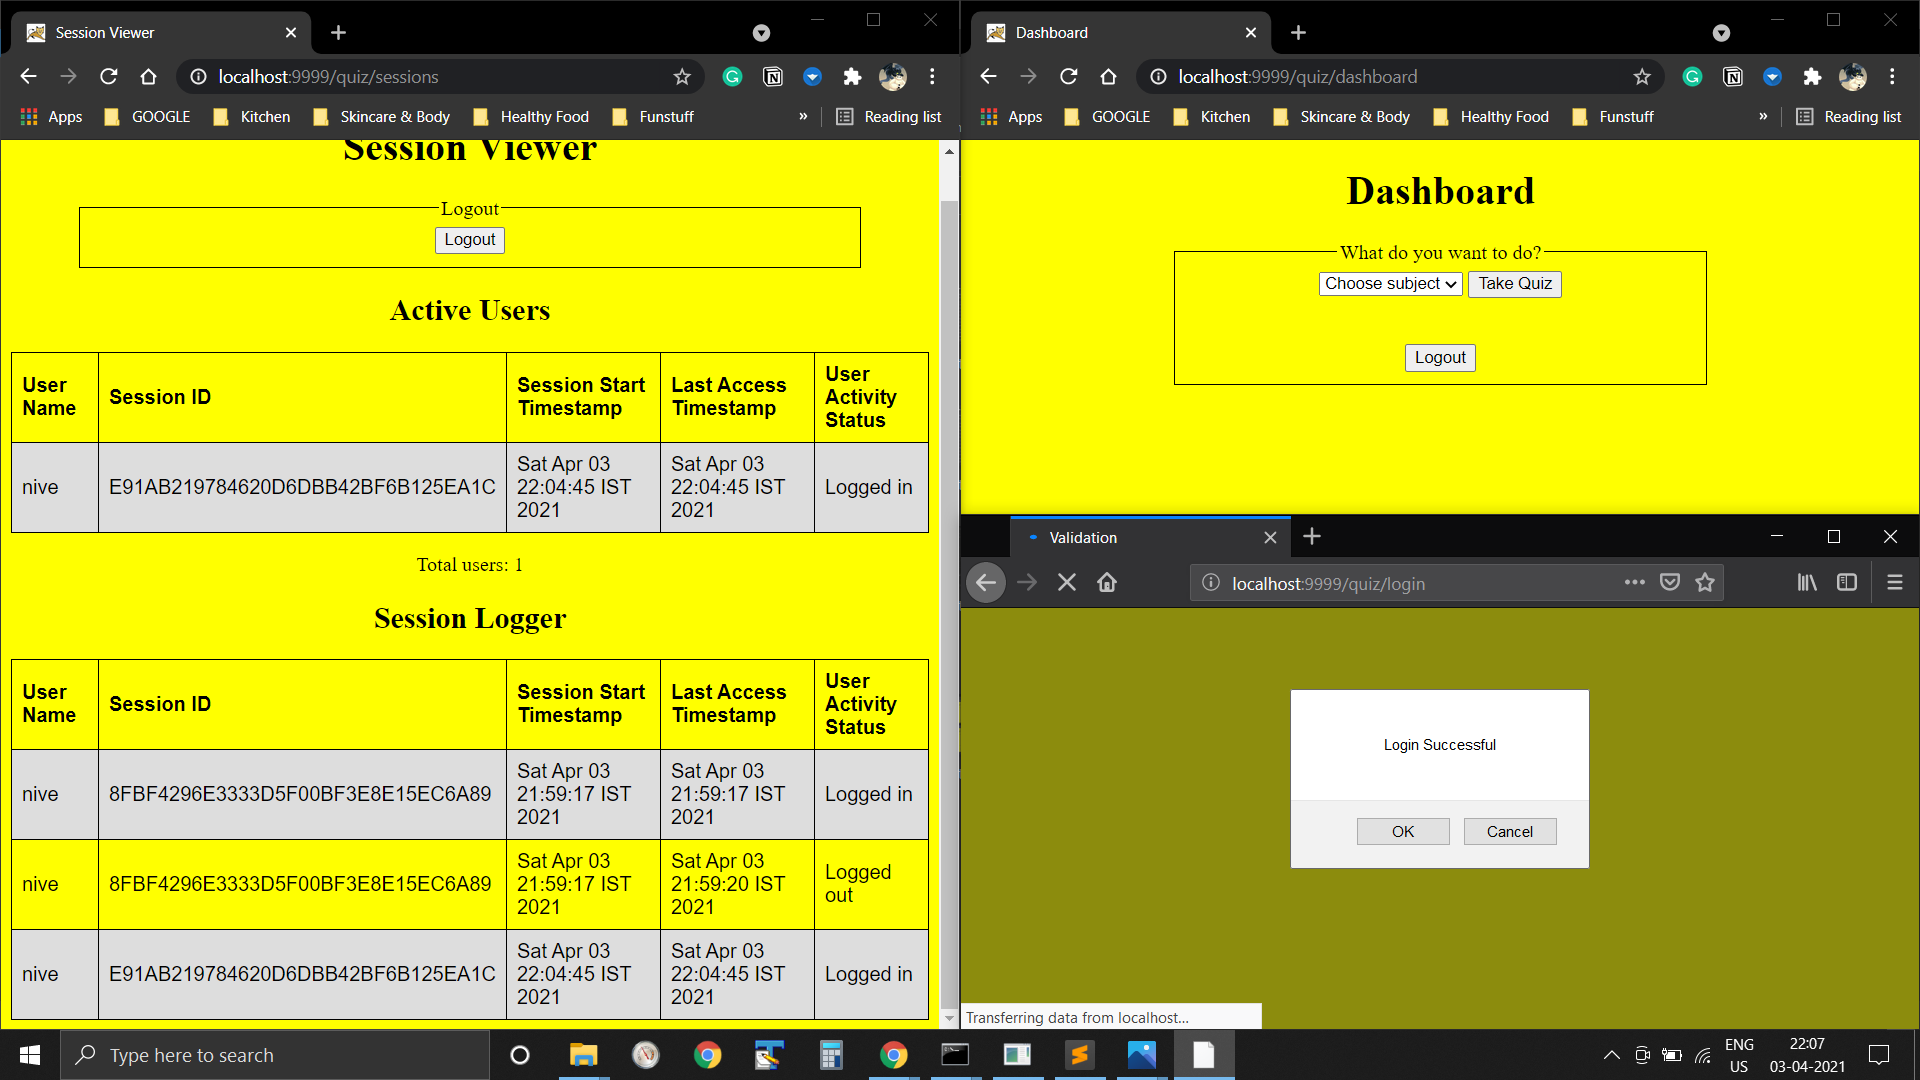 Session Viewer
localhost:9999/quiz/sessions
Apps GOOGLE Kitchen Skincare & Body Healthy Food Funstuff » Reading list
Session Viewer
Logout
Logout
Active Users
User Name
Session ID
Session Start Timestamp
Last Access Timestamp
User Activity Status
nive
E91AB219784620D6DBB42BF6B125EA1C
Sat Apr 03 22:04:45 IST 2021
Sat Apr 03 22:04:45 IST 2021
Logged in
Total users: 1
Session Logger
User Name
Session ID
Session Start Timestamp
Last Access Timestamp
User Activity Status
nive
8FBF4296E3333D5F00BF3E8E15EC6A89
Sat Apr 03 21:59:17 IST 2021
Sat Apr 03 21:59:17 IST 2021
Logged in
nive
8FBF4296E3333D5F00BF3E8E15EC6A89
Sat Apr 03 21:59:17 IST 2021
Sat Apr 03 21:59:20 IST 2021
Logged out
nive
E91AB219784620D6DBB42BF6B125EA1C
Sat Apr 03 22:04:45 IST 2021
Sat Apr 03 22:04:45 IST 2021
Logged in
Dashboard
localhost:9999/quiz/dashboard
Apps GOOGLE Kitchen Skincare & Body Healthy Food Funstuff » Reading list
Dashboard
What do you want to do?
Choose subject Take Quiz
Logout
Validation
localhost:9999/quiz/login
Login Successful
OK Cancel
Transferring data from localhost...
Type here to search
ENG
US
22:07
03-04-2021